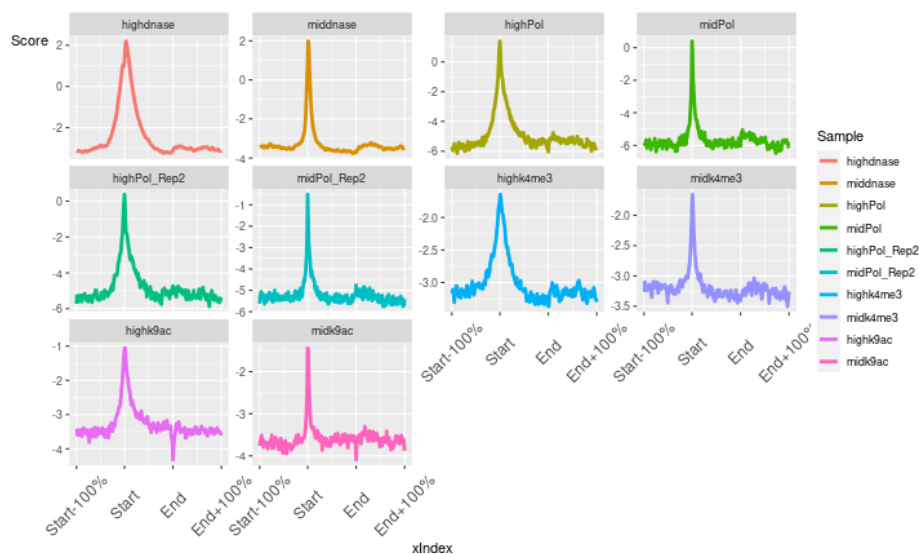 highdnase middnase highPol midPol
Score
2
0
-2
2
0
-2
-4
0
-2
-4
-6
0
-2
-4
-6
highPol_Rep2 midPol_Rep2 highk4me3 midk4me3
0
-2
-4
-6
-1
-2
-3
-4
-5
-6
-2.0
-2.5
-3.0
-2.0
-2.5
-3.0
-3.5
highk9ac midk9ac
-1
-2
-3
-4
-2
-3
-4
Start-100% Start End End+100%
Start-100% Start End End+100%
Start-100% Start End End+100%
Start-100% Start End End+100%
xIndex
Sample
highdnase
middnase
highPol
midPol
highPol_Rep2
midPol_Rep2
highk4me3
midk4me3
highk9ac
midk9ac